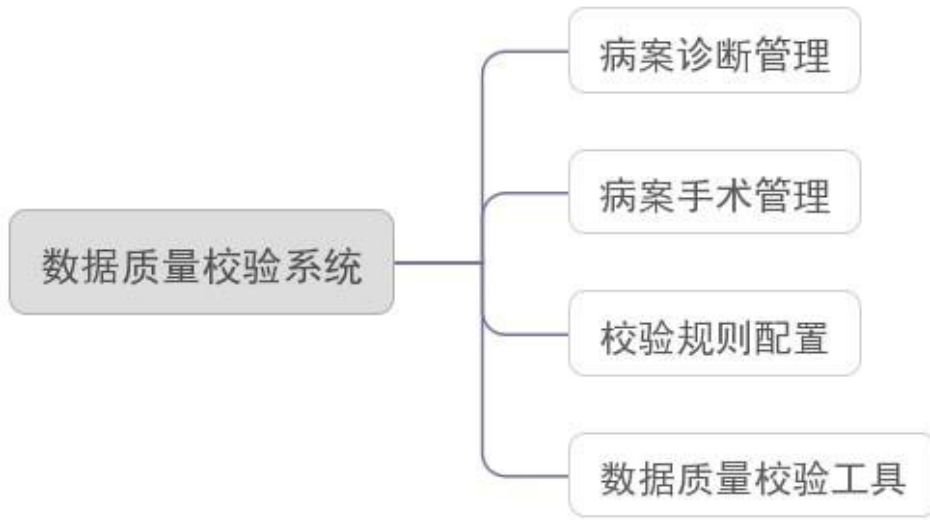 病案诊断管理
病案手术管理
数据质量校验系统
校验规则配置
数据质量校验工具